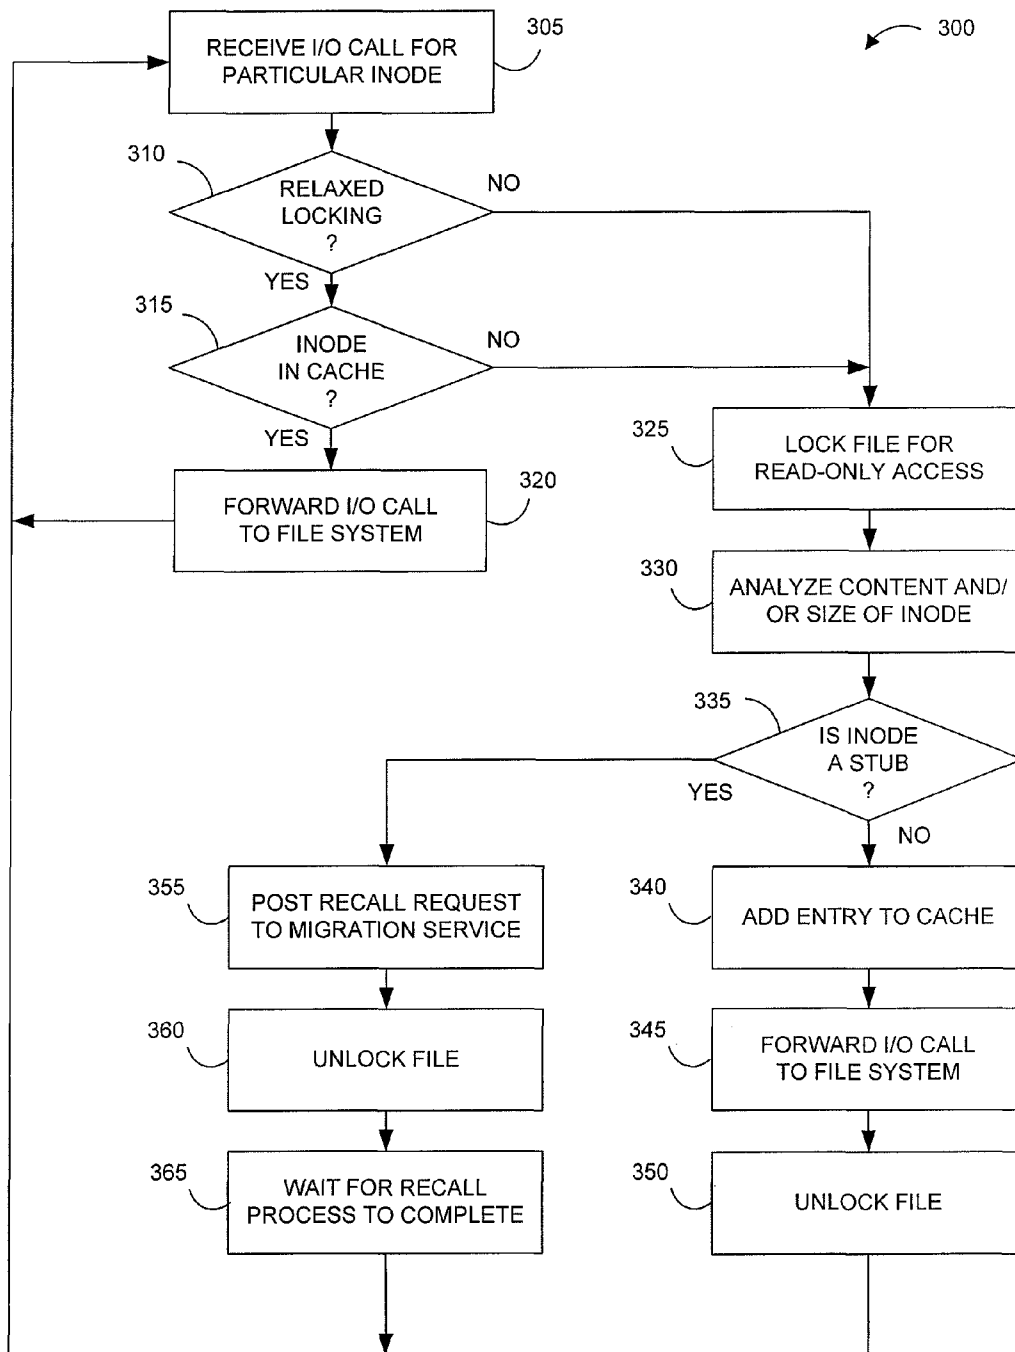 300
RECEIVE I/O CALL FOR
PARTICULAR INODE
305
310
RELAXED
LOCKING
?
NO
YES
315
INODE
IN CACHE
?
NO
YES
FORWARD I/O CALL
TO FILE SYSTEM
320
325
LOCK FILE FOR
READ-ONLY ACCESS
330
ANALYZE CONTENT AND/
OR SIZE OF INODE
335
IS INODE
A STUB
?
YES
NO
355
POST RECALL REQUEST
TO MIGRATION SERVICE
340
ADD ENTRY TO CACHE
360
UNLOCK FILE
345
FORWARD I/O CALL
TO FILE SYSTEM
365
WAIT FOR RECALL
PROCESS TO COMPLETE
350
UNLOCK FILE